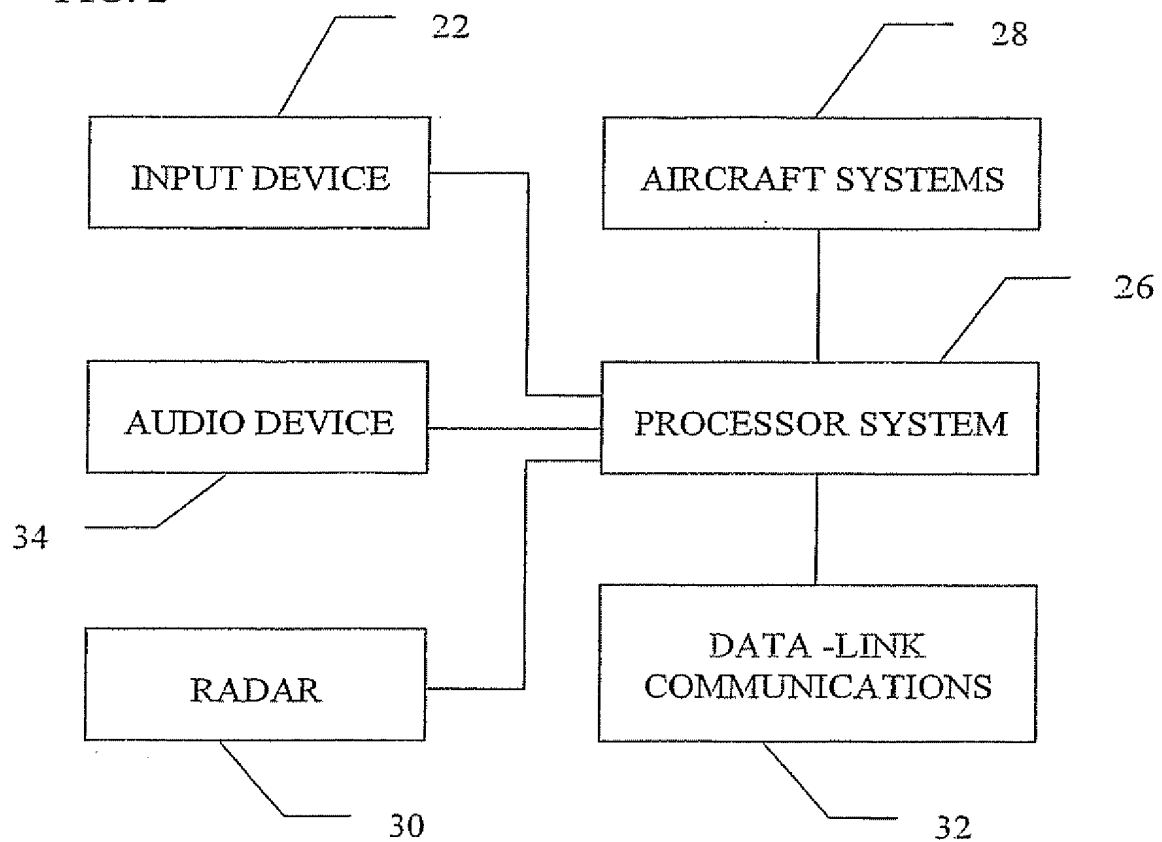 22
28
INPUT DEVICE
AIRCRAFT SYSTEMS
26
AUDIO DEVICE
PROCESSOR SYSTEM
34
RADAR
DATA -LINK
COMMUNICATIONS
30
32